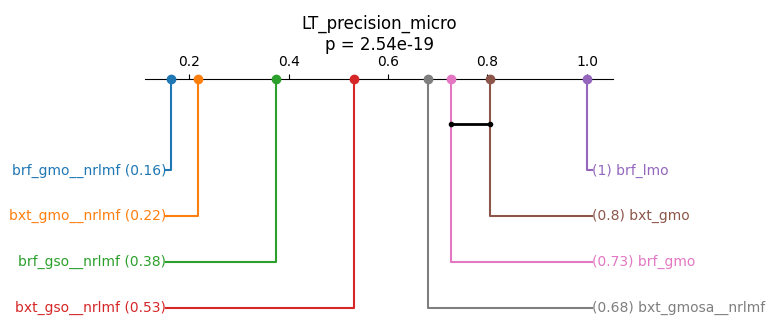 LT_precision_micro
p = 2.54e-19
0.2 0.4 0.6 0.8 1.0
brf_gmo__nrlmf (0.16) (1) brf_lmo
bxt_gmo__nrlmf (0.22) (0.8) bxt_gmo
brf_gso__nrlmf (0.38) (0.73) brf_gmo
bxt_gso__nrlmf (0.53) (0.68) bxt_gmosa__nrlmf